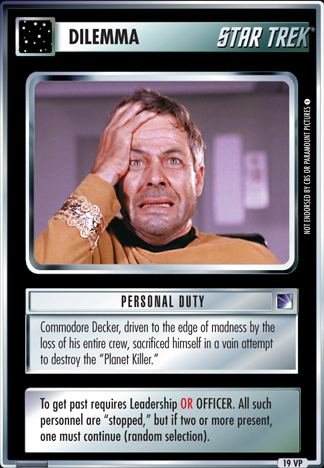 DILEMMA STAR TREK
NOT ENDORSED BY CBS OR PARAMOUNT PICTURES
PERSONAL DUTY
Commodore Decker, driven to the edge of madness by the
loss of his entire crew, sacrificed himself in a vain attempt
to destroy the “Planet Killer.”
To get past requires Leadership OR OFFICER. All such
personnel are “stopped,” but if two or more present,
one must continue (random selection).
19 VP